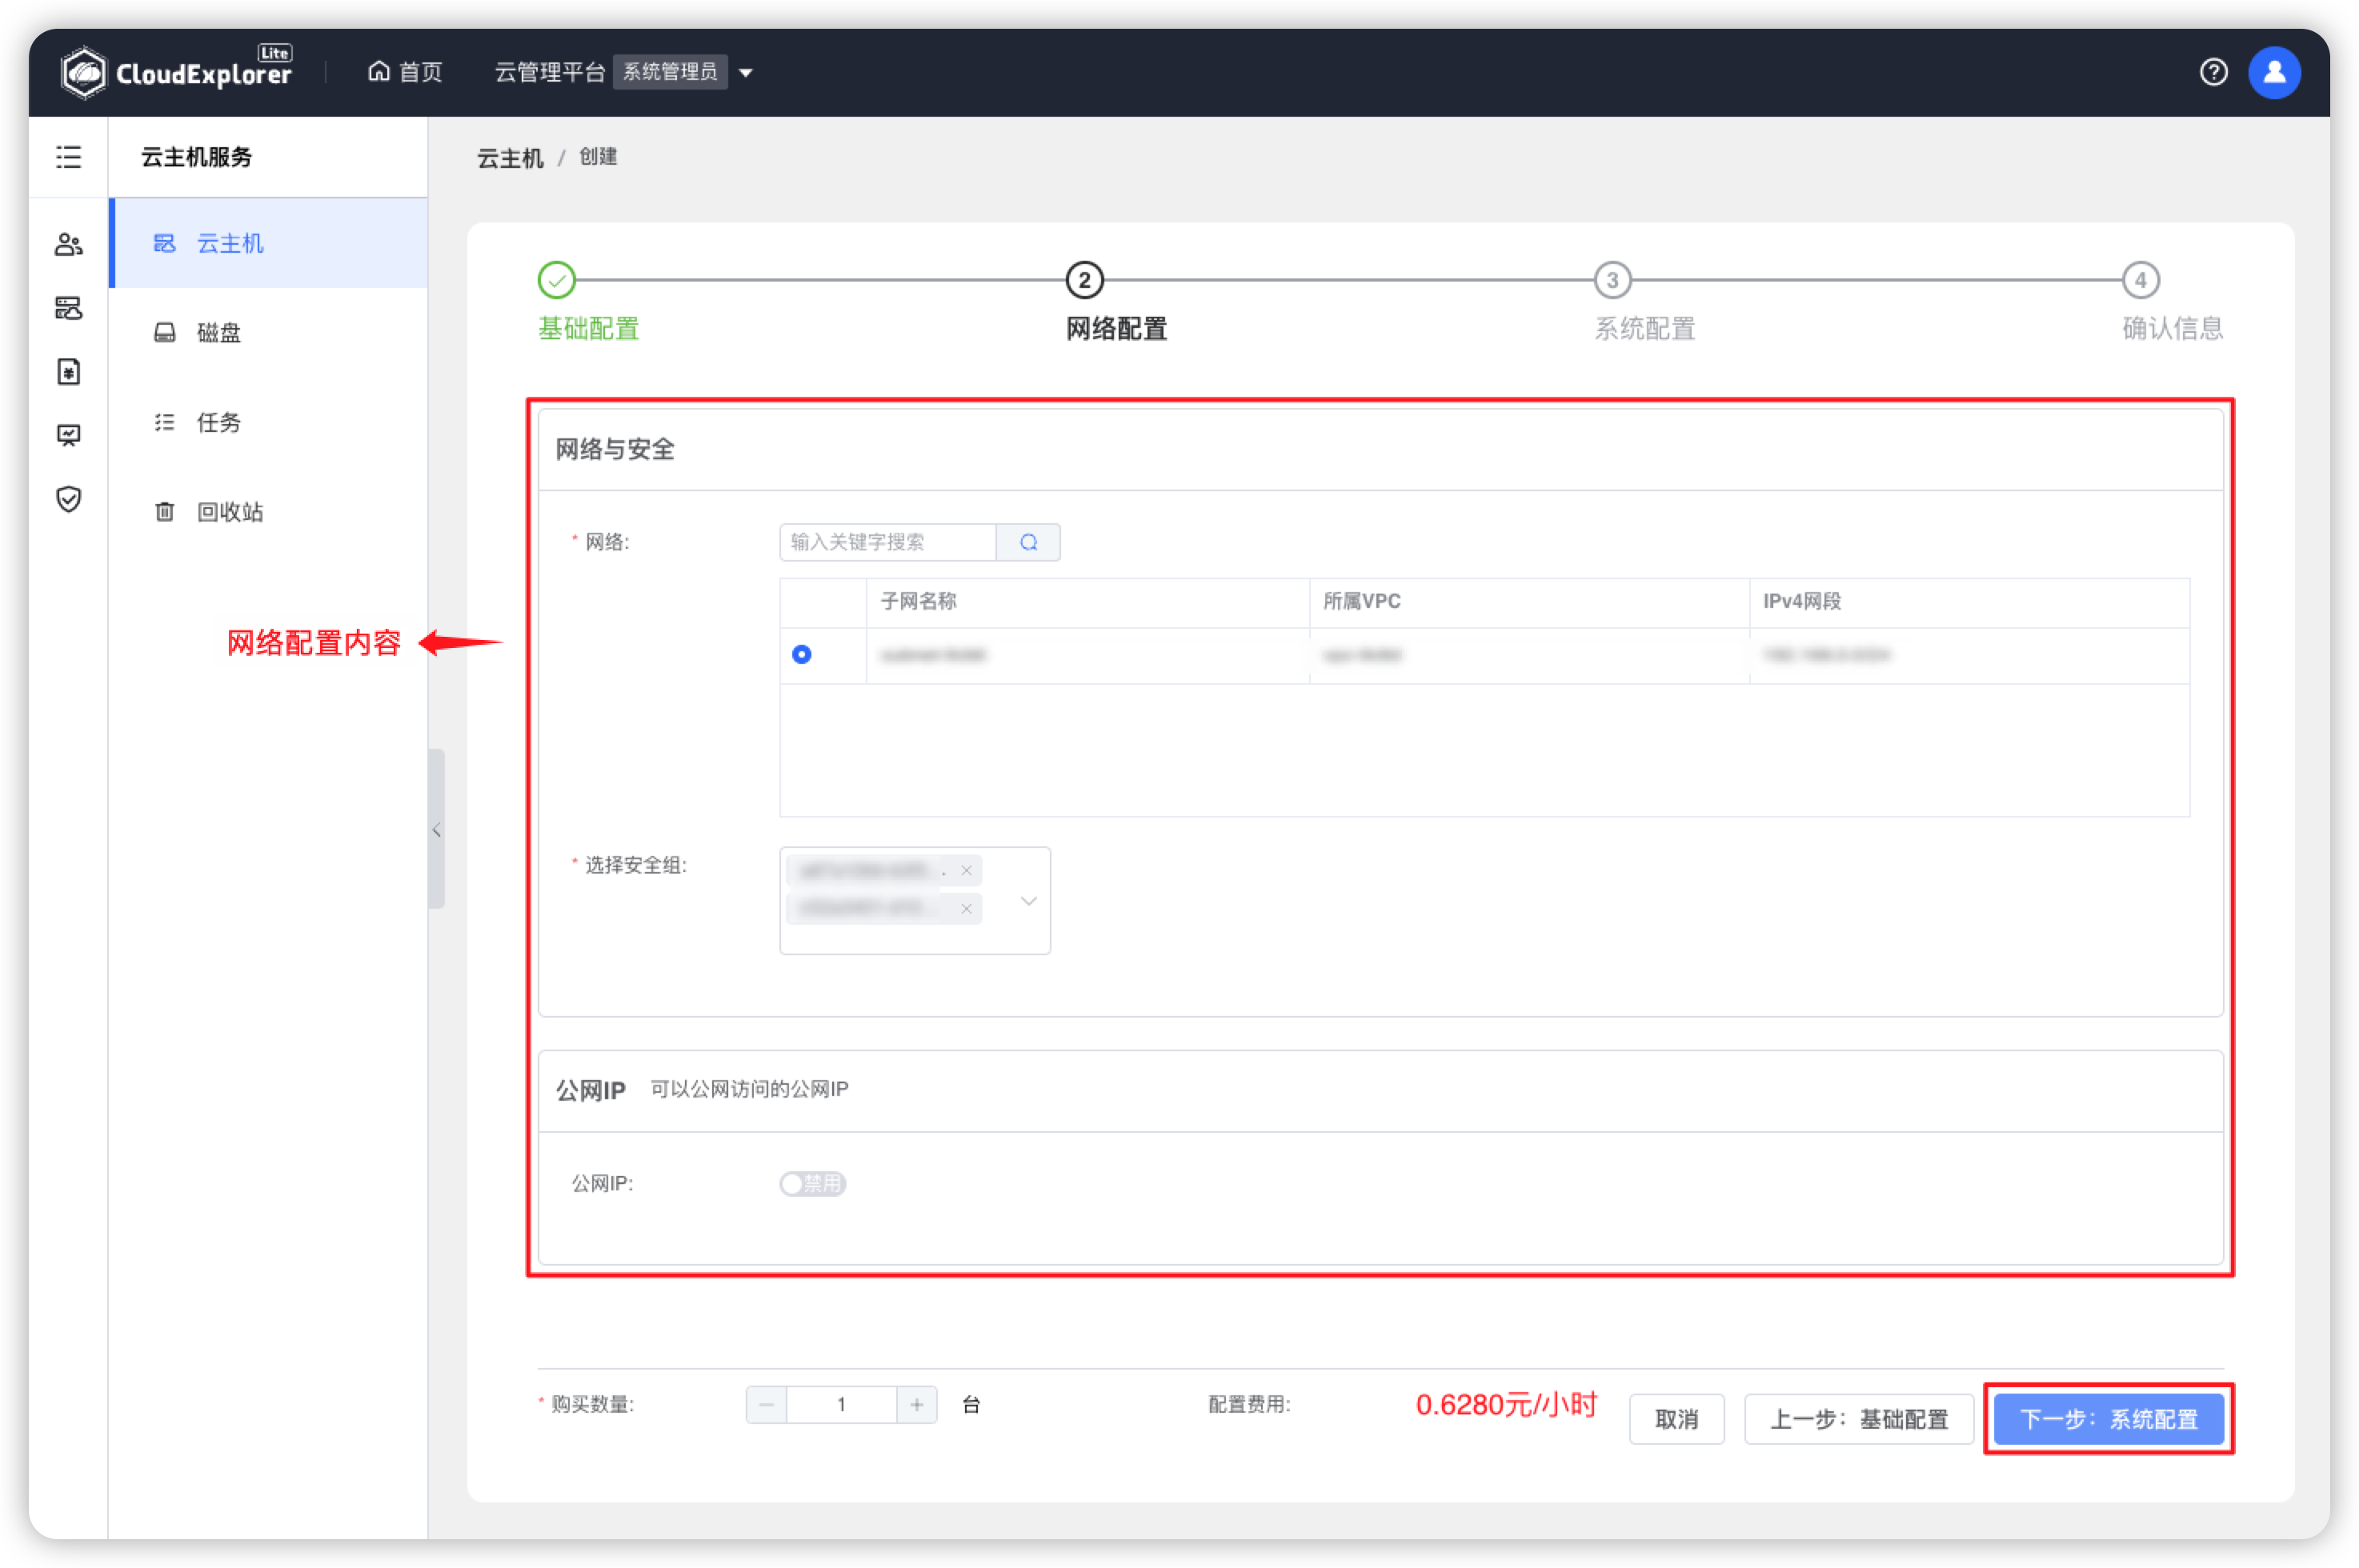 CloudExplorer Lite
首页
云管理平台 系统管理员
云主机服务
云主机
磁盘
任务
回收站
云主机 / 创建
2
3
4
基础配置
网络配置
系统配置
确认信息
网络配置内容
网络与安全
* 网络:
输入关键字搜索
子网名称
所属VPC
IPv4网段
* 选择安全组:
公网IP 可以公网访问的公网IP
公网IP:
禁用
* 购买数量:
1
台
配置费用:
0.6280元/小时
取消
上一步：基础配置
下一步：系统配置